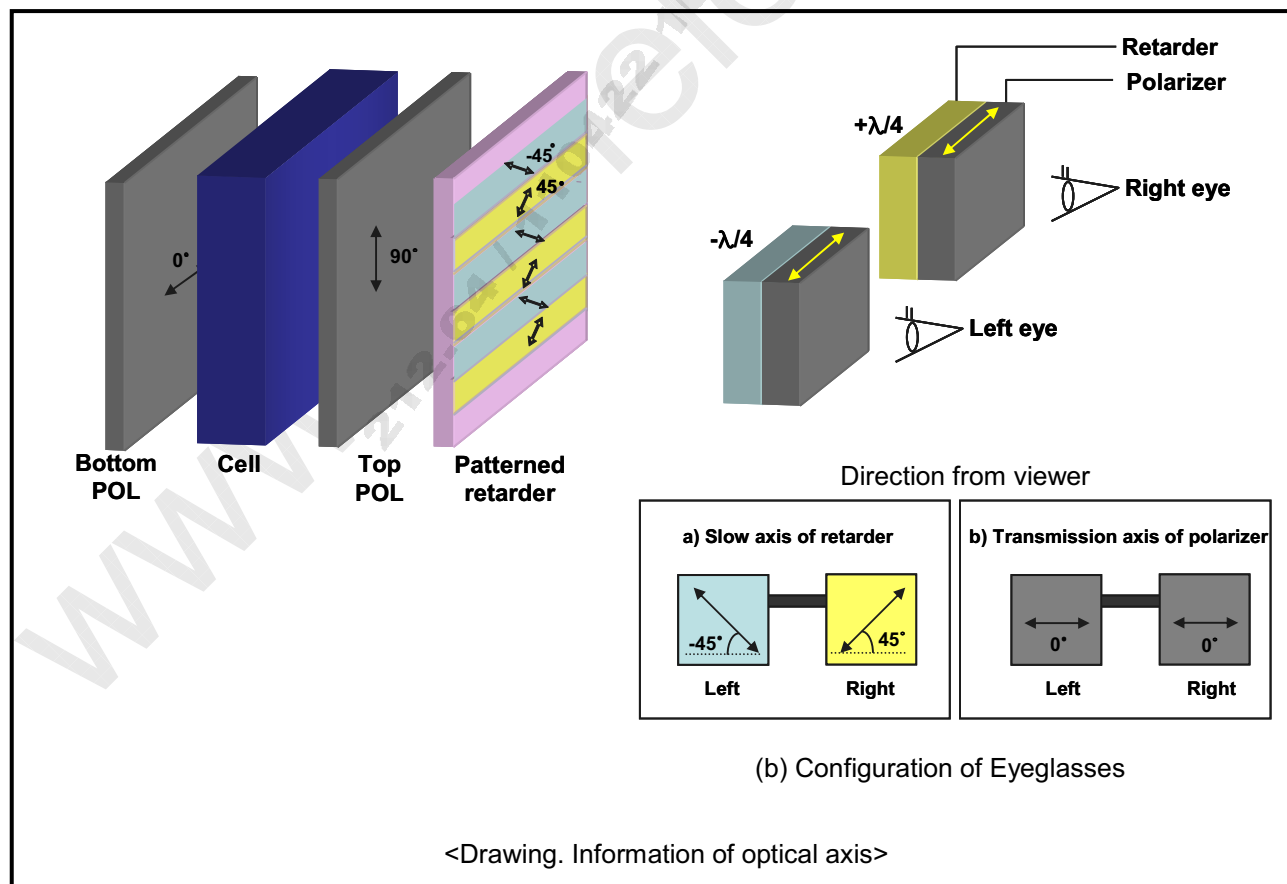 Retarder
Polarizer
+λ/4
Right eye
-λ/4
Left eye
-45°
45°
0°
90°
Bottom
POL
Cell
Top
POL
Patterned
retarder
Direction from viewer
a) Slow axis of retarder
-45°
45°
Left
Right
b) Transmission axis of polarizer
0°
0°
Left
Right
(b) Configuration of Eyeglasses
<Drawing. Information of optical axis>